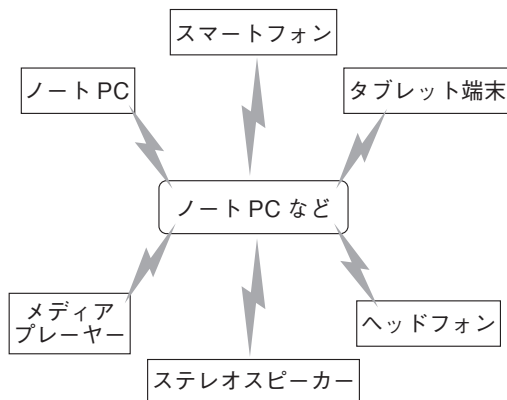 スマートフォン
ノートPC
タブレット端末
ノートPCなど
メディア
プレーヤー
ヘッドフォン
ステレオスピーカー